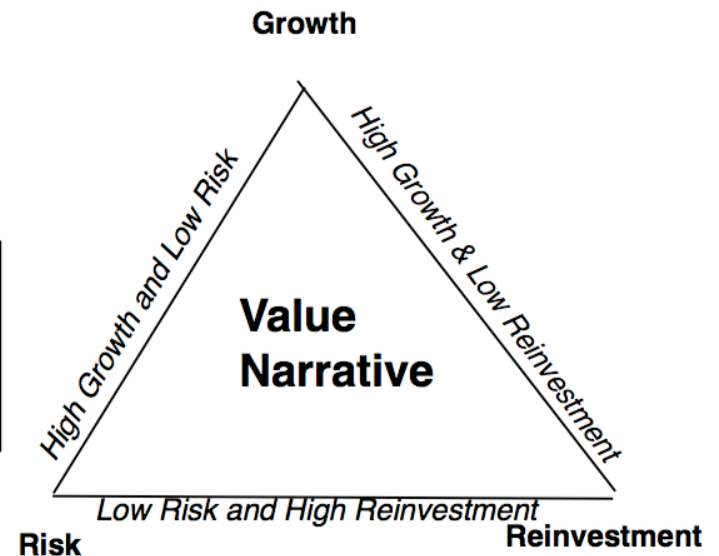 Growth
High Growth and Low Risk
High Growth & Low Reinvestment
Value
Narrative
Low Risk and High Reinvestment
Risk
Reinvestment